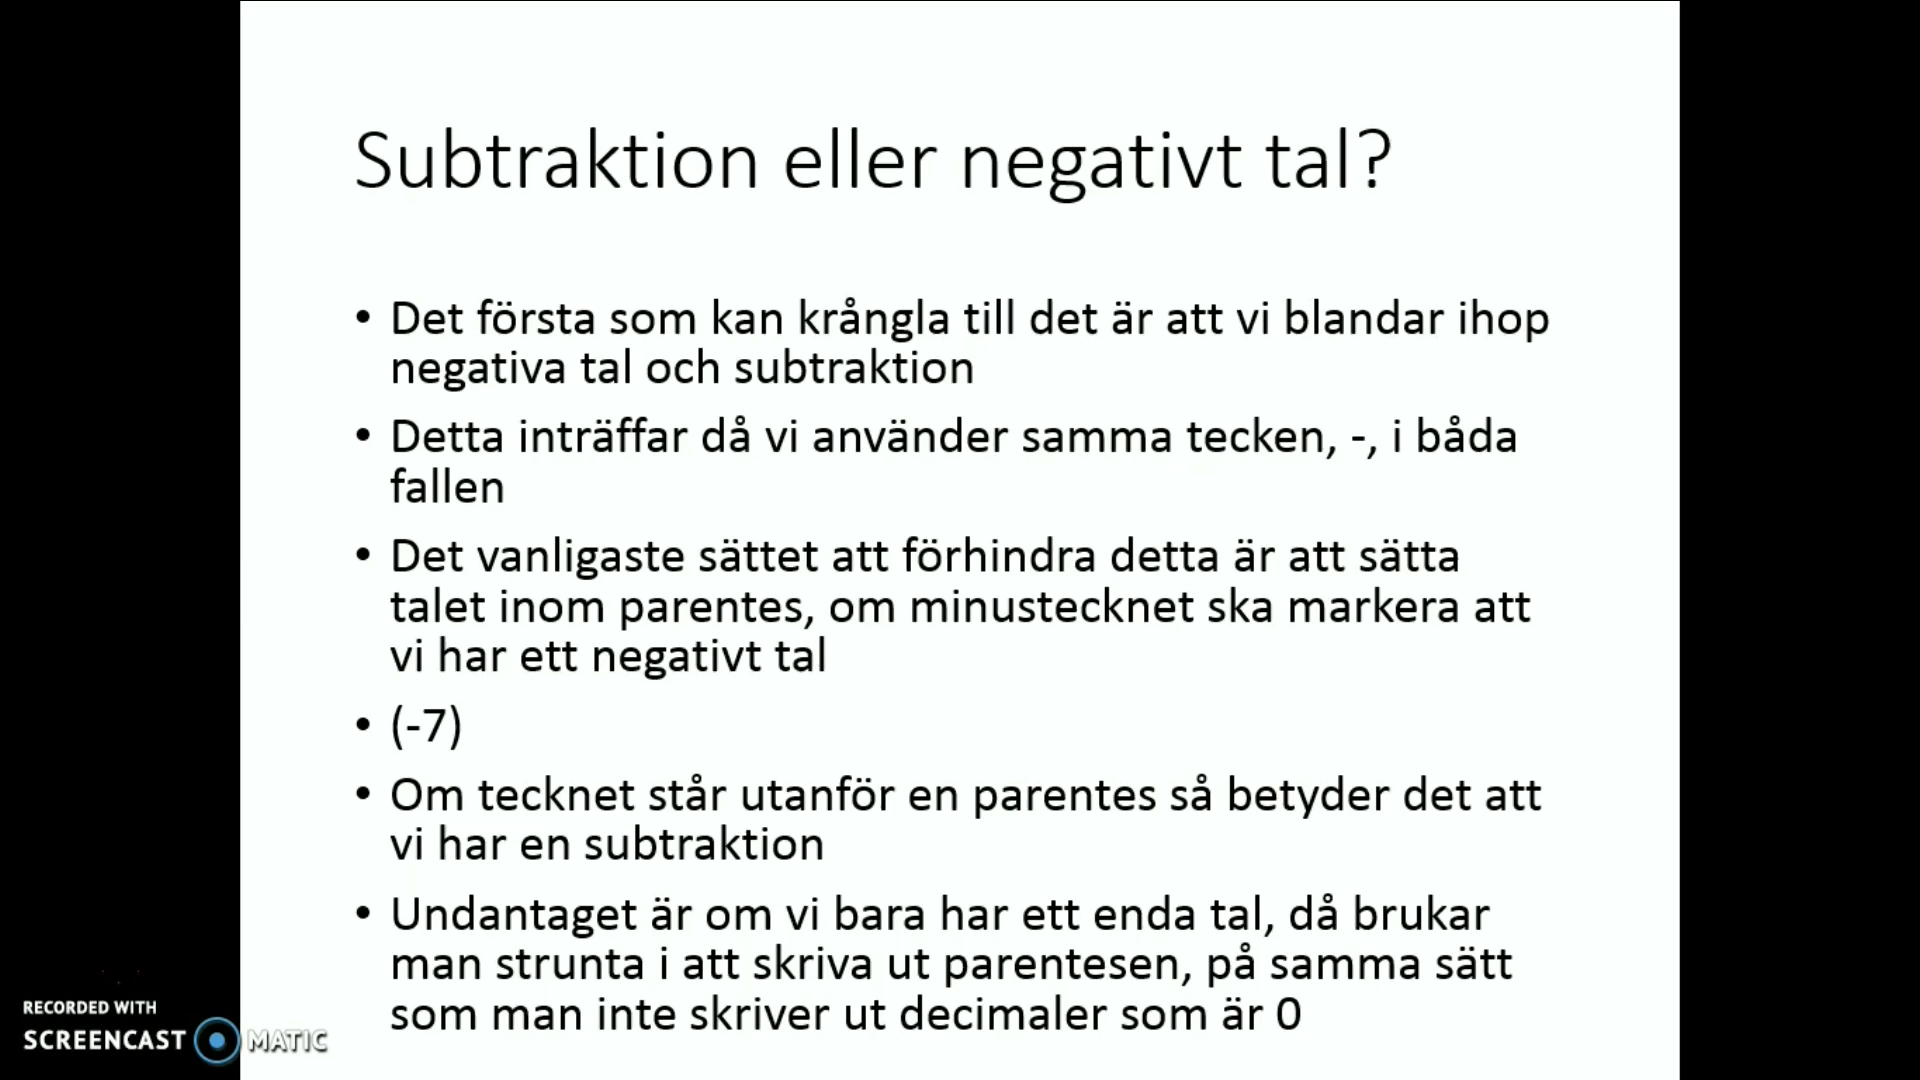 Subtraktion eller negativt tal?
• Det första som kan krångla till det är att vi blandar ihop
negativa tal och subtraktion
• Detta inträffar då vi använder samma tecken, -, i båda
fallen
• Det vanligaste sättet att förhindra detta är att sätta
talet inom parentes, om minustecknet ska markera att
vi har ett negativt tal
• (-7)
• Om tecknet står utanför en parentes så betyder det att
vi har en subtraktion
• Undantaget är om vi bara har ett enda tal, då brukar
man strunta i att skriva ut parentesen, på samma sätt
som man inte skriver ut decimaler som är 0
RECORDED WITH
SCREENCAST MATIC